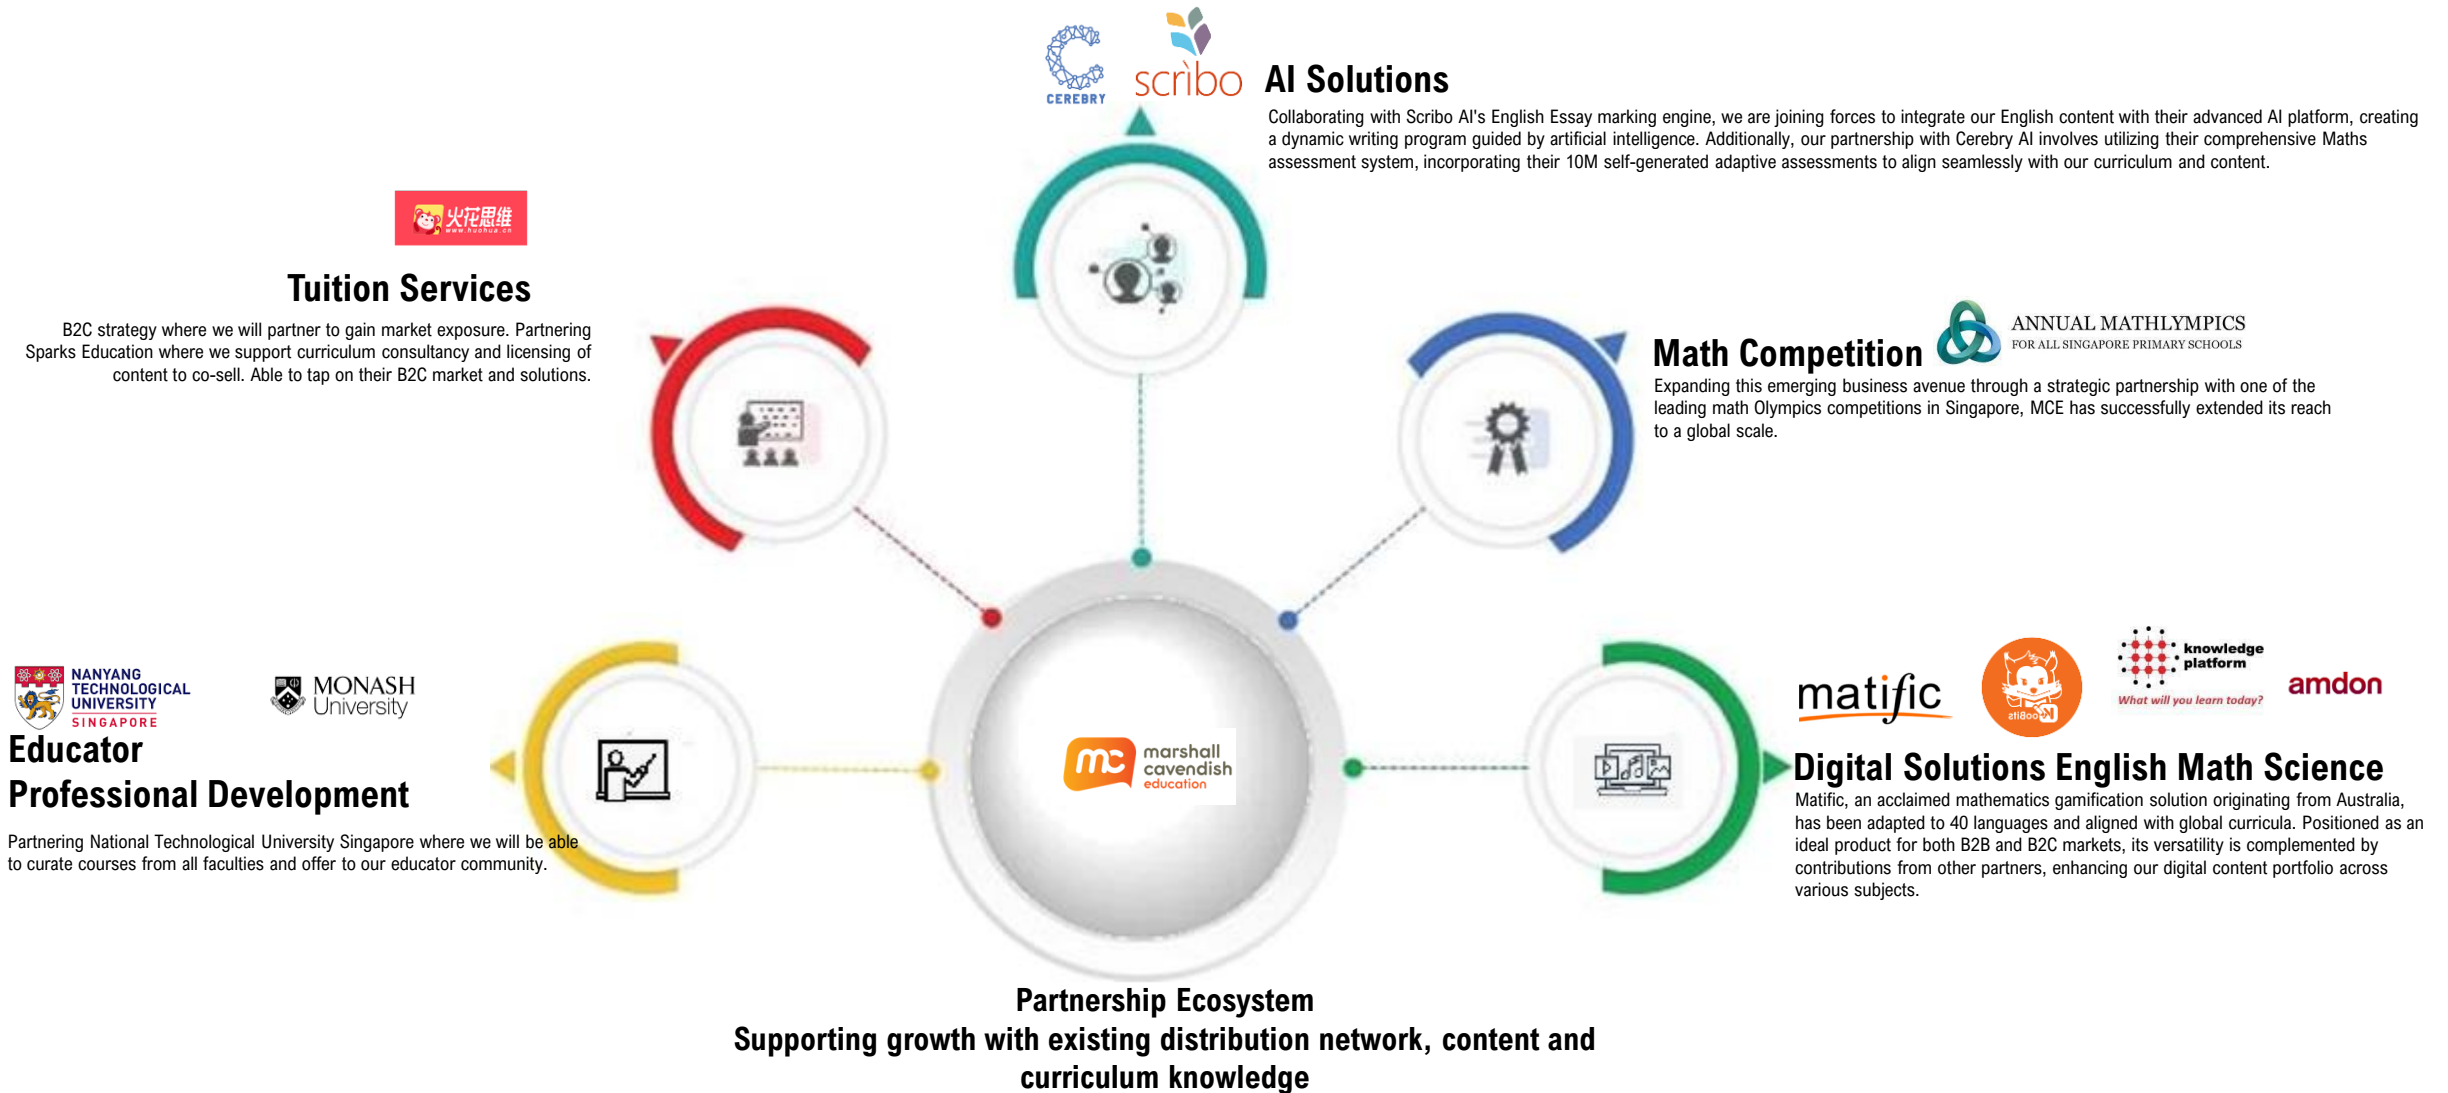 CEREBRY
scribo
AI Solutions
Collaborating with Scribo AI's English Essay marking engine, we are joining forces to integrate our English content with their advanced AI platform, creating
a dynamic writing program guided by artificial intelligence. Additionally, our partnership with Cerebry AI involves utilizing their comprehensive Maths
assessment system, incorporating their 10M self-generated adaptive assessments to align seamlessly with our curriculum and content.
火花思维
www.huohua.cn
Tuition Services
B2C strategy where we will partner to gain market exposure. Partnering
Sparks Education where we support curriculum consultancy and licensing of
content to co-sell. Able to tap on their B2C market and solutions.
ANNUAL MATHLYMPICS
FOR ALL SINGAPORE PRIMARY SCHOOLS
Math Competition
Expanding this emerging business avenue through a strategic partnership with one of the
leading math Olympics competitions in Singapore, MCE has successfully extended its reach
to a global scale.
NANYANG
TECHNOLOGICAL
UNIVERSITY
SINGAPORE
MONASH
University
Educator
Professional Development
Partnering National Technological University Singapore where we will be able
to curate courses from all faculties and offer to our educator community.
mc
marshall
cavendish
education
matific
KooBits
knowledge
platform
What will you learn today?
amdon
Digital Solutions English Math Science
Matific, an acclaimed mathematics gamification solution originating from Australia,
has been adapted to 40 languages and aligned with global curricula. Positioned as an
ideal product for both B2B and B2C markets, its versatility is complemented by
contributions from other partners, enhancing our digital content portfolio across
various subjects.
Partnership Ecosystem
Supporting growth with existing distribution network, content and
curriculum knowledge